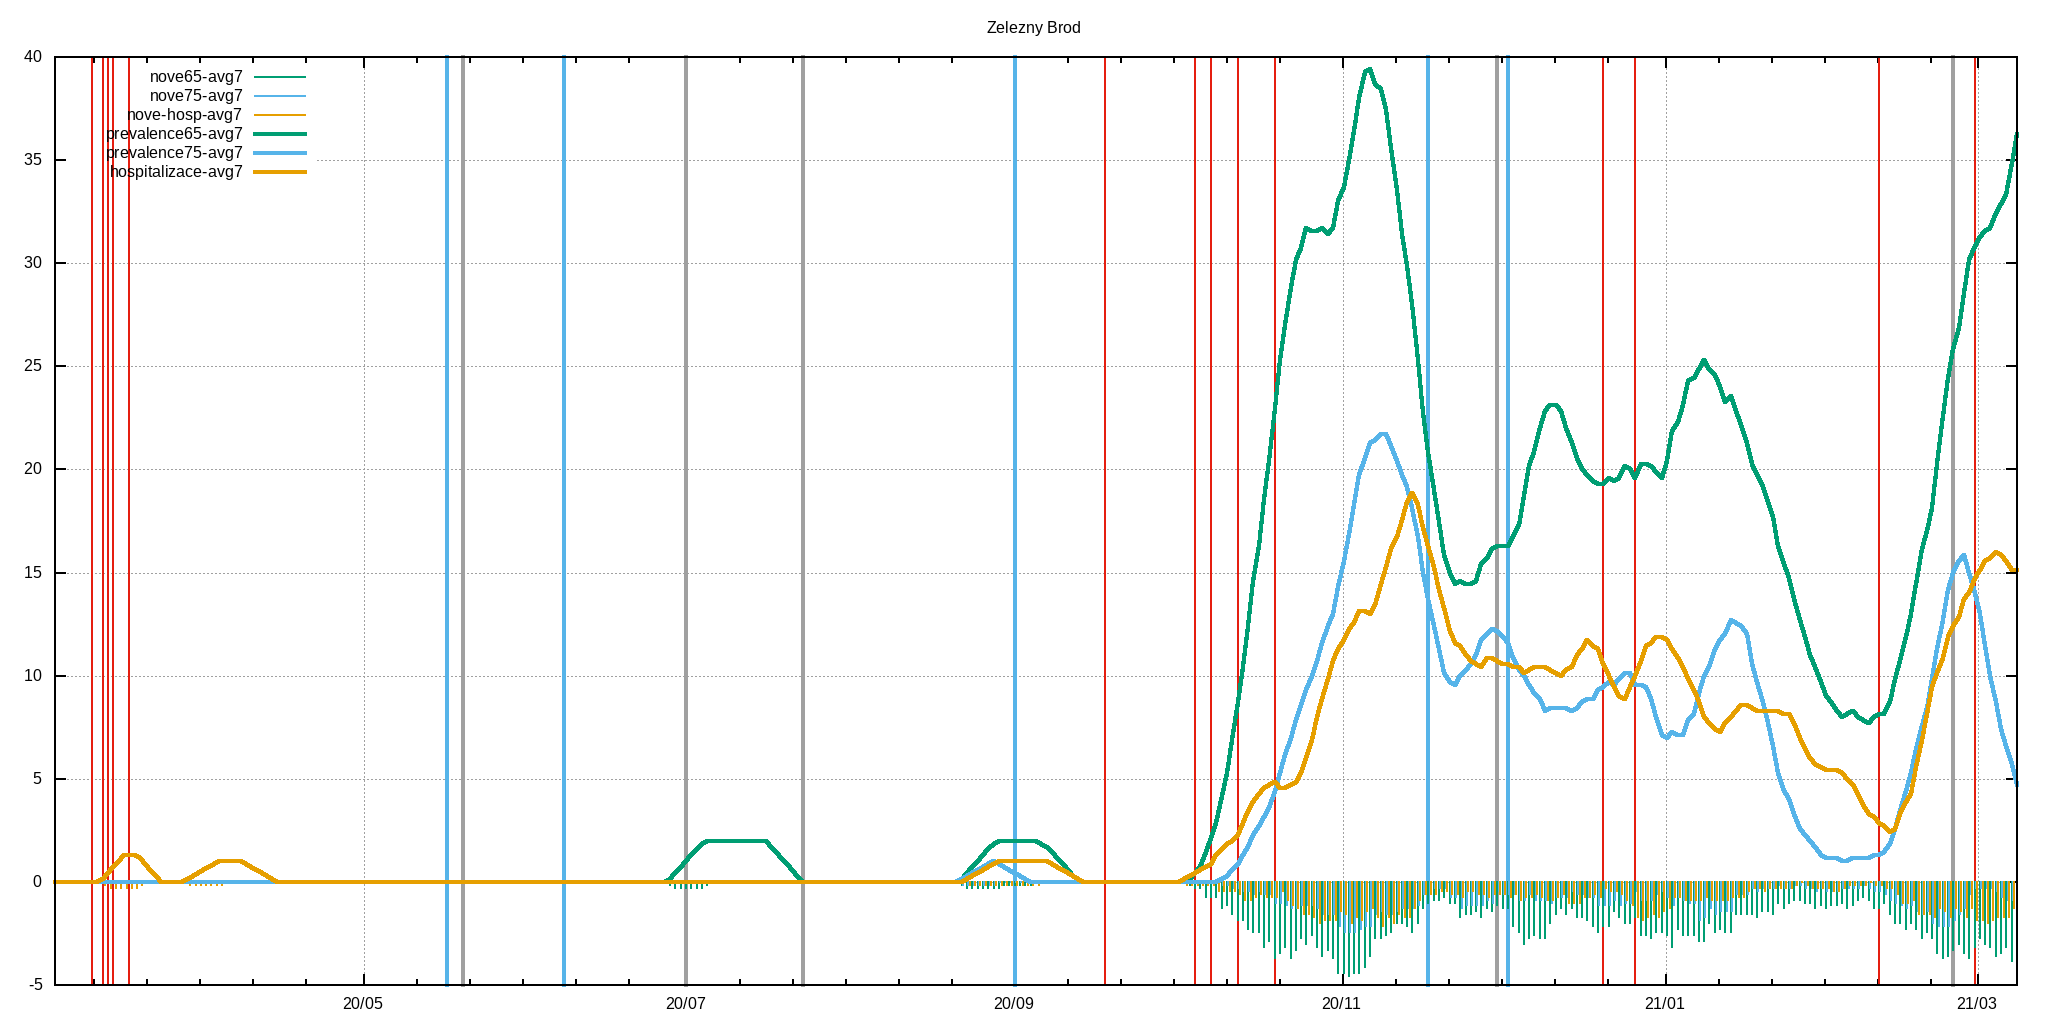 Zelezny Brod
40
35
30
25
20
15
10
5
0
-5
nove65-avg7
nove75-avg7
nove-hosp-avg7
prevalence65-avg7
prevalence75-avg7
hospitalizace-avg7
20/05 20/07 20/09 20/11 21/01 21/03